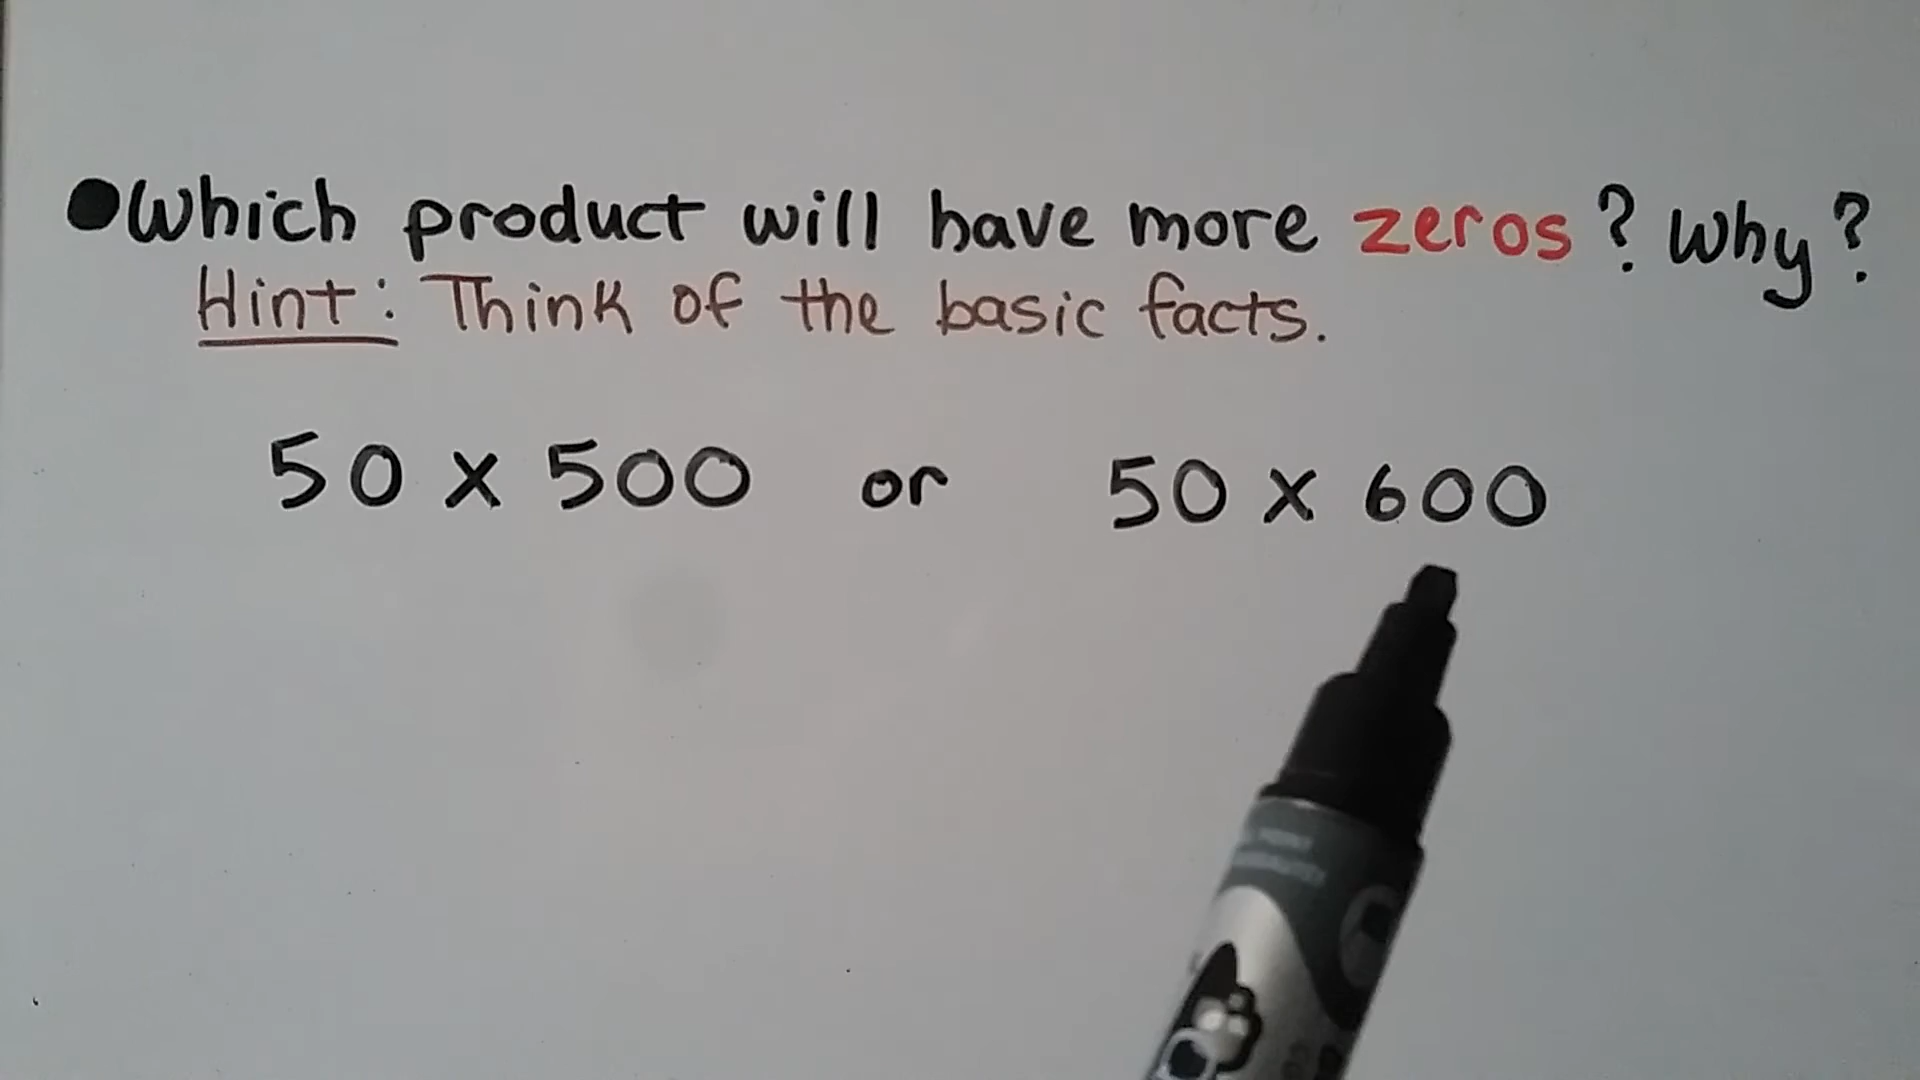 ●Which product will have more zeros? Why?
Hint: Think of the basic facts.
50 x 500 or 50 x 600